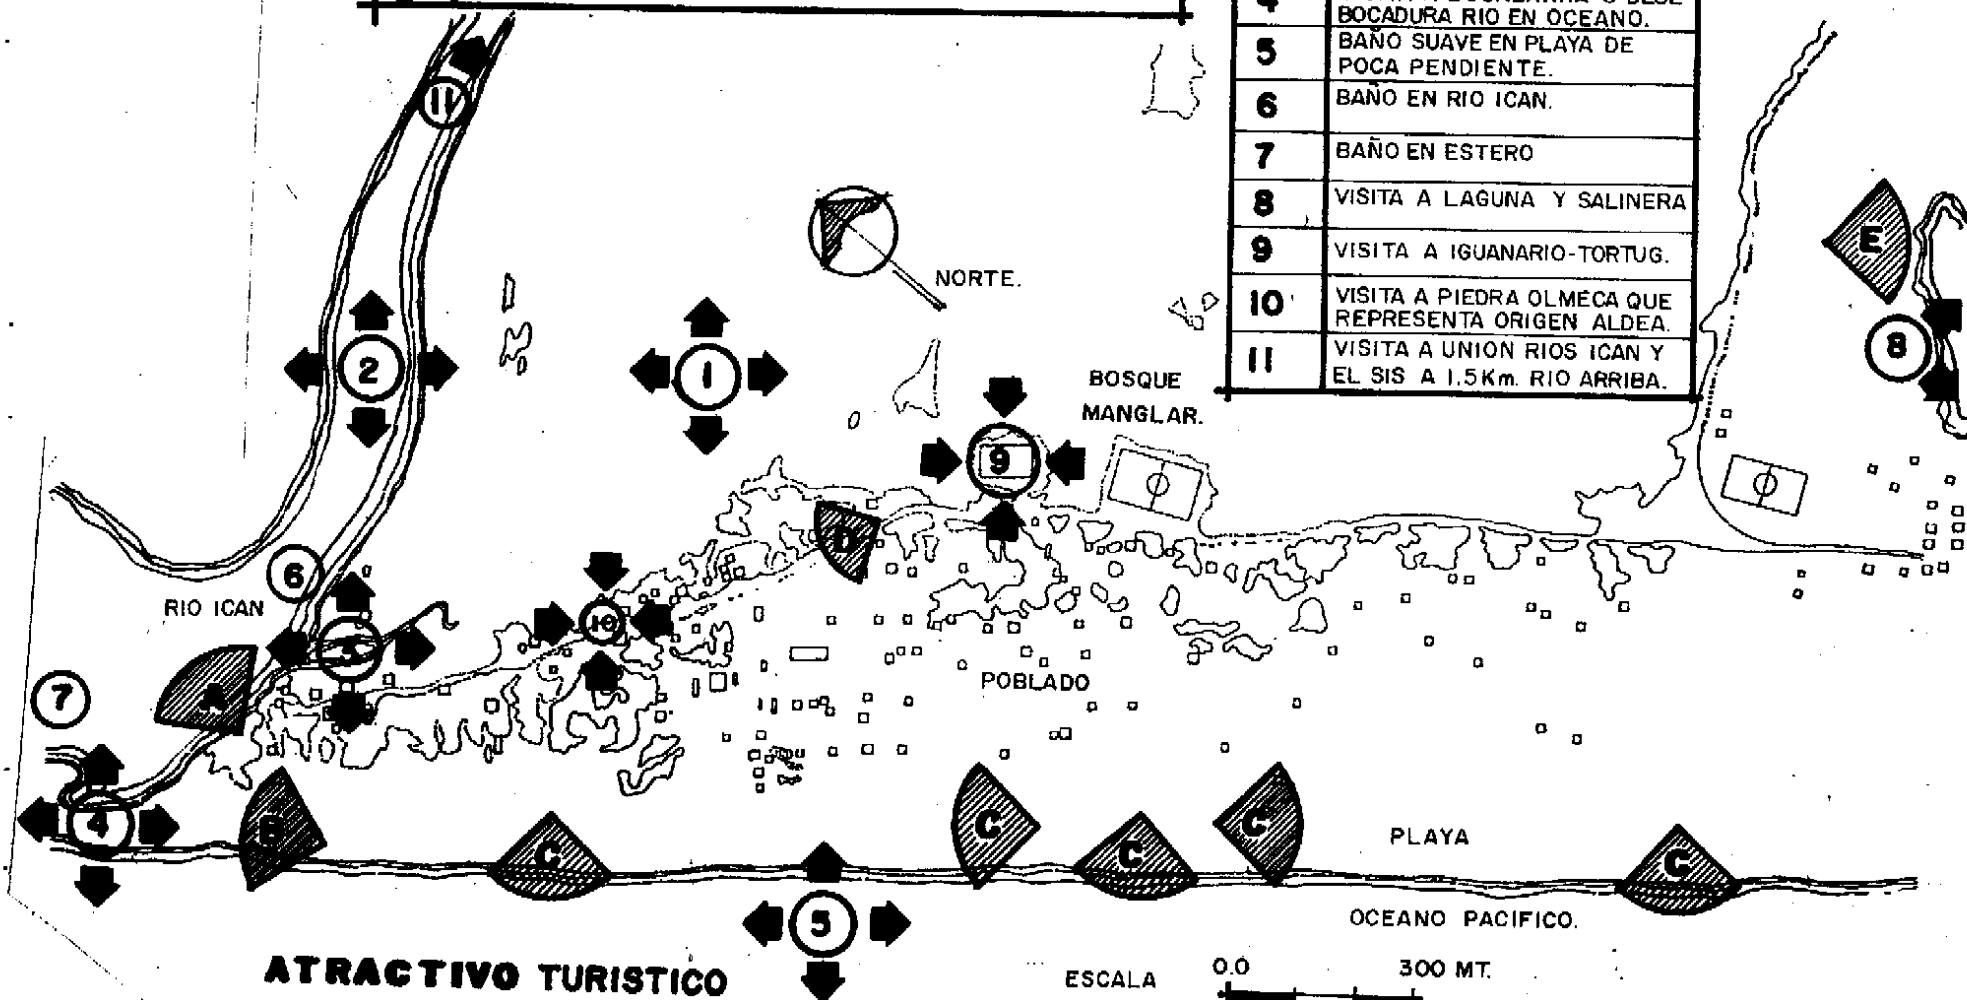 4
BOCADURA RIO EN OCEANO.
5
BAÑO SUAVE EN PLAYA DE
POCA PENDIENTE.
6
BAÑO EN RIO ICAN.
7
BAÑO EN ESTERO
8
VISITA A LAGUNA Y SALINERA
9
VISITA A IGUANARIO-TORTUG.
10
VISITA A PIEDRA OLMECA QUE
REPRESENTA ORIGEN ALDEA.
11
VISITA A UNION RIOS ICAN Y
EL SIS A 1.5Km. RIO ARRIBA.
11
NORTE.
E
8
2
1
BOSQUE
MANGLAR.
9
D
6
RIO ICAN
10
3
7
A
POBLADO
4
B
C
C
C
C
C
PLAYA
5
OCEANO PACIFICO.
ATRACTIVO TURISTICO
ESCALA
0.0
300 MT.